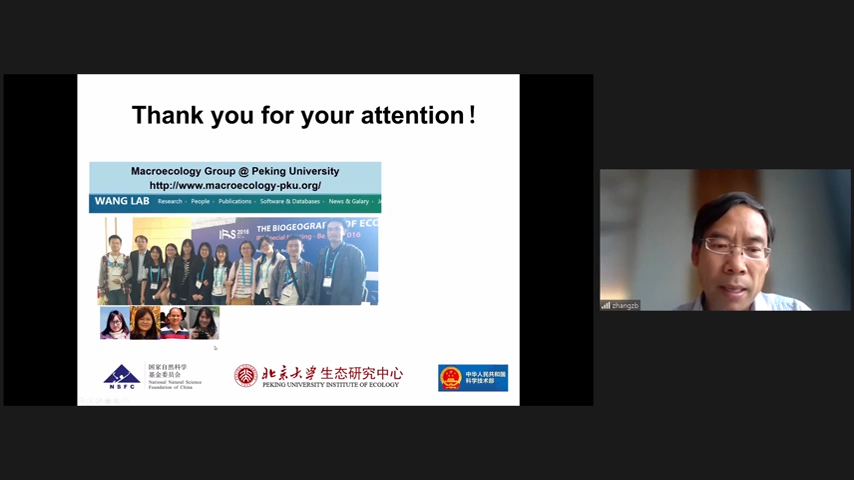 Thank you for your attention!
Macroecology Group @ Peking University
http://www.macroecology-pku.org/
WANG LAB Research People Publications Software & Databases News & Galary
IBS 2016
THE BIOGEOGRAPHY OF ECO
NSFC
国家自然科学
基金委员会
National Natural Science
Foundation of China
北京大学生态研究中心
PEKING UNIVERSITY INSTITUTE OF ECOLOGY
中华人民共和国
科学技术部
zhangzb